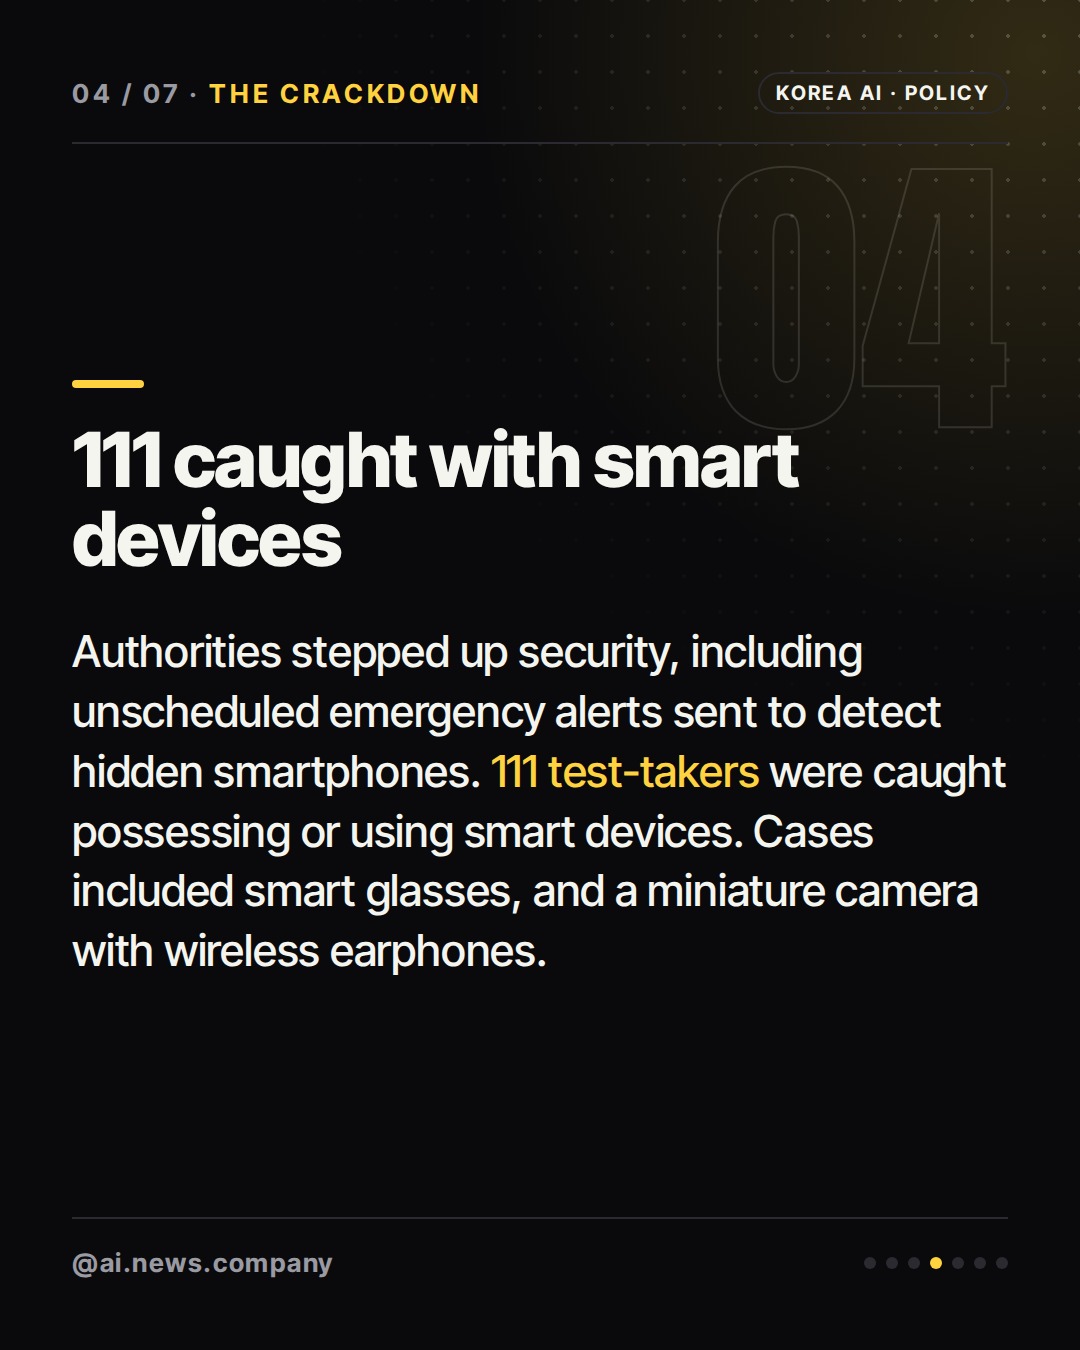 04 / 07 · THE CRACKDOWN
KOREA AI · POLICY
04
111 caught with smart
devices
Authorities stepped up security, including
unscheduled emergency alerts sent to detect
hidden smartphones. 111 test-takers were caught
possessing or using smart devices. Cases
included smart glasses, and a miniature camera
with wireless earphones.
@ai.news.company